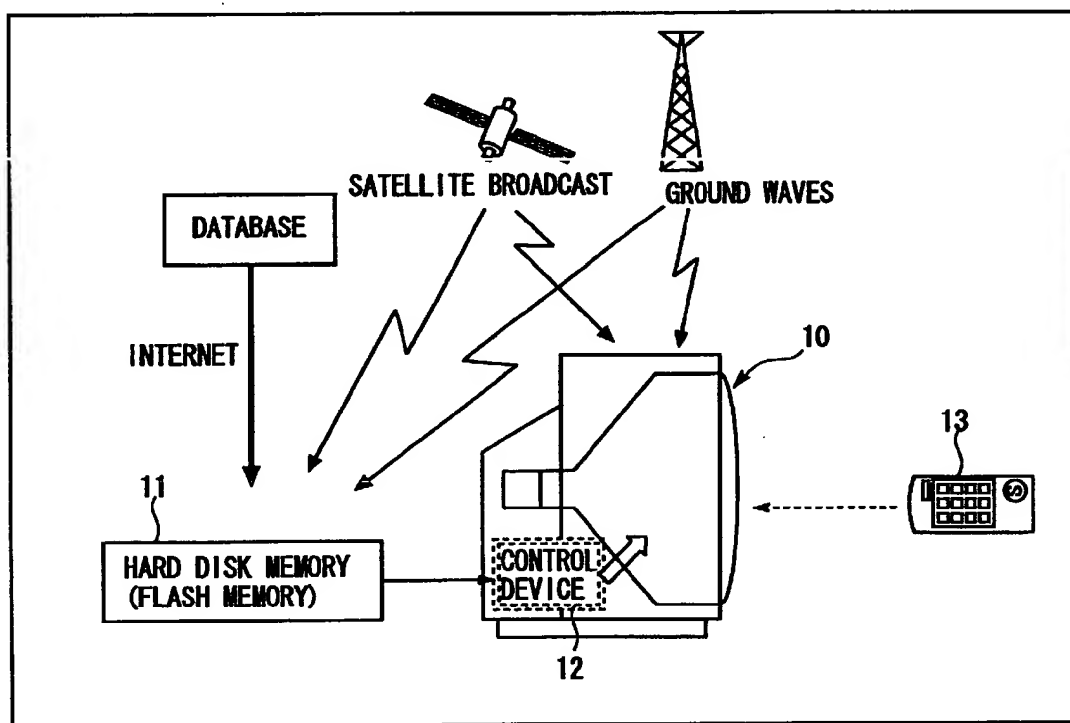 SATELLITE BROADCAST
GROUND WAVES
DATABASE
INTERNET
10
13
11
HARD DISK MEMORY
(FLASH MEMORY)
CONTROL
DEVICE
12